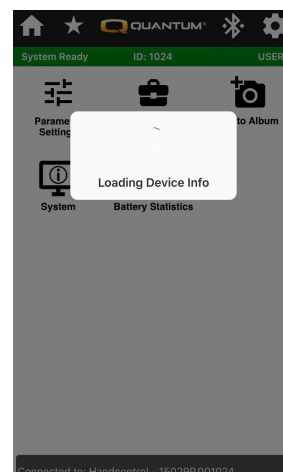 QUANTUM®
System Ready ID: 1024 USER
Parame
Setting
to Album
Loading Device Info
System Battery Statistics
Connected to: Handcontrol - 150299.001024